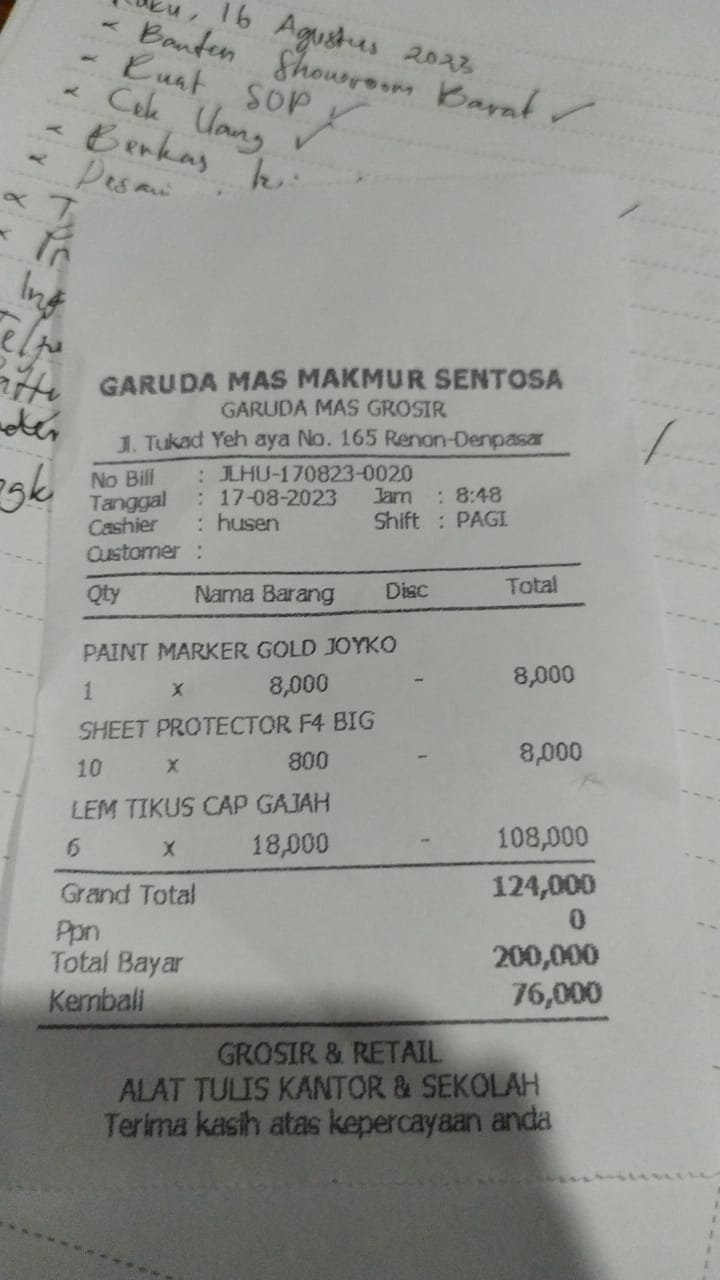 16 Agustus 2023
× Banten Showroom Barat ✓
SOP ✓
× Cek Uang ✓
× Berkas
GARUDA MAS MAKMUR SENTOSA
GARUDA MAS GROSIR
Jl. Tukad Yeh aya No. 165 Renon-Denpasar
No Bill : JLHU-170823-0020
Tanggal : 17-08-2023 Jam : 8:48
Cashier : husen Shift : PAGI
Customer :
Qty Nama Barang Disc Total
PAINT MARKER GOLD JOYKO
1 x 8,000 - 8,000
SHEET PROTECTOR F4 BIG
10 x 800 - 8,000
LEM TIKUS CAP GAJAH
6 x 18,000 - 108,000
Grand Total 124,000
Ppn 0
Total Bayar 200,000
Kembali 76,000
GROSIR & RETAIL
ALAT TULIS KANTOR & SEKOLAH
Terima kasih atas kepercayaan anda